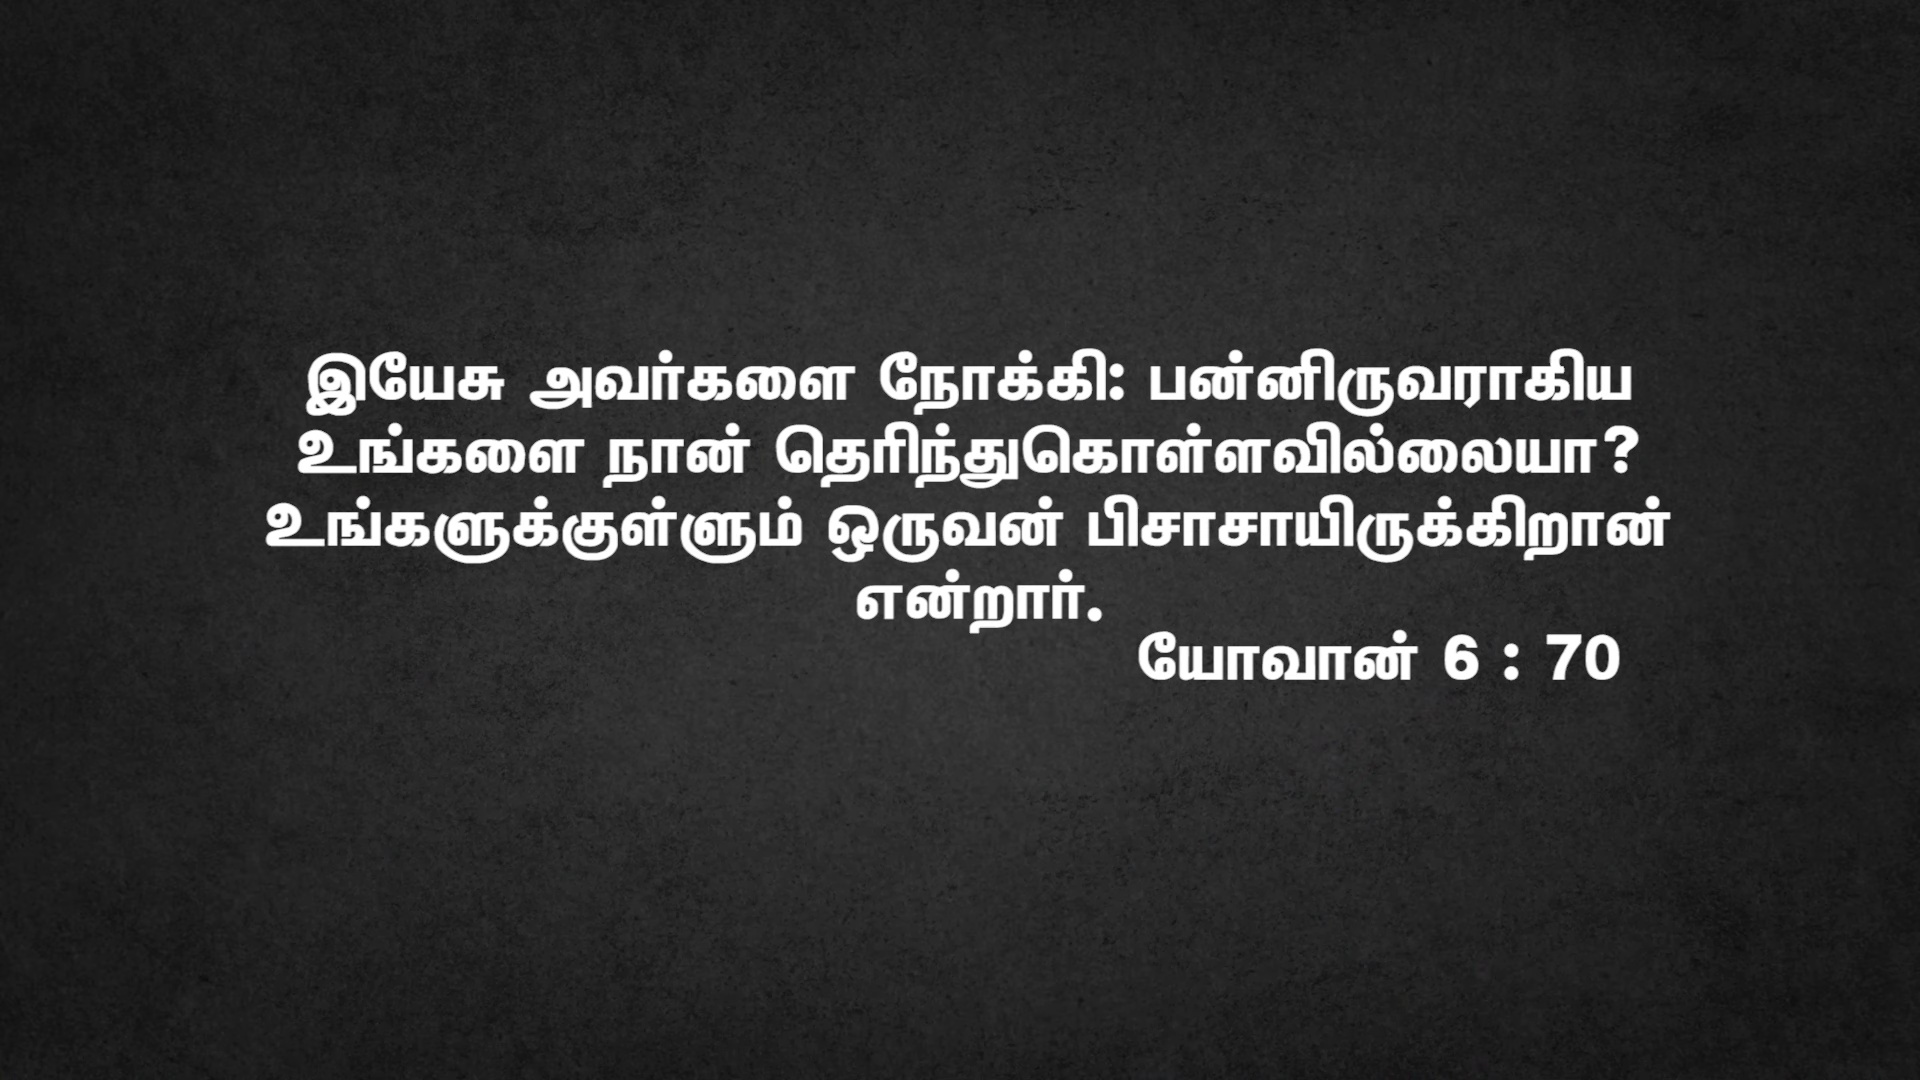 இயேசு அவர்களை நோக்கி: பன்னிருவராகிய
உங்களை நான் தெரிந்துகொள்ளவில்லையா?
உங்களுக்குள்ளும் ஒருவன் பிசாசாயிருக்கிறான்
என்றார்.
யோவான் 6 : 70